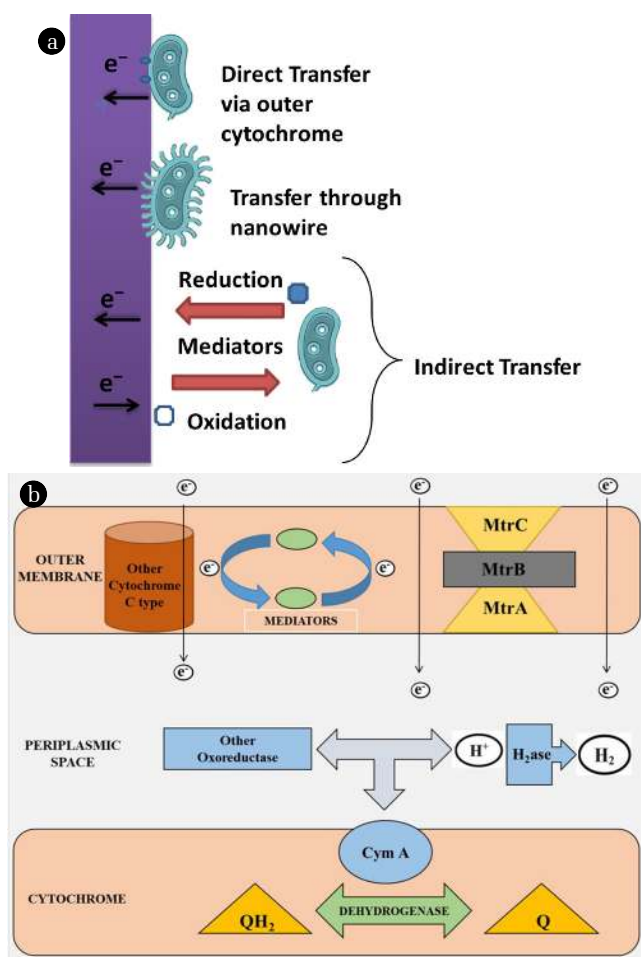 a
e⁻
Direct Transfer
via outer
cytochrome
e⁻
Transfer through
nanowire
Reduction
e⁻
Mediators
Indirect Transfer
e⁻
Oxidation
b
e⁻
e⁻
e⁻
OUTER
MEMBRANE
Other
Cytochrome
C type
e⁻
e⁻
MEDIATORS
MtrC
MtrB
MtrA
e⁻
e⁻
e⁻
PERIPLASMIC
SPACE
Other
Oxoreductase
H⁺
H₂ase
H₂
Cym A
CYTOCHROME
QH₂
DEHYDROGENASE
Q